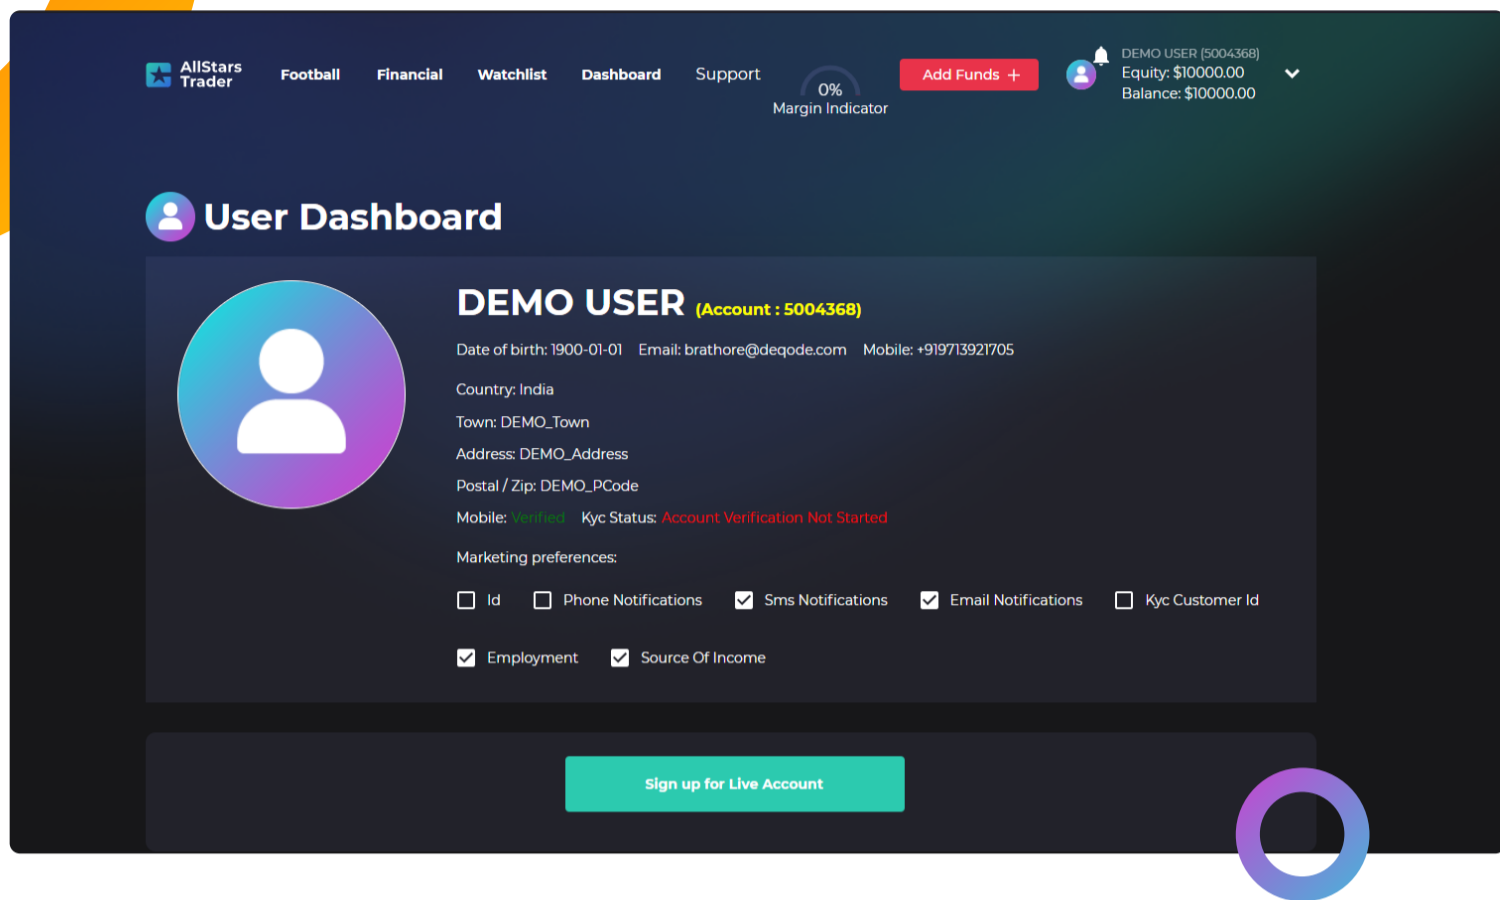 AllStars
Trader
Football Financial Watchlist Dashboard Support
0%
Margin Indicator
Add Funds +
DEMO USER (5004368)
Equity: $10000.00
Balance: $10000.00
User Dashboard
DEMO USER (Account : 5004368)
Date of birth: 1900-01-01 Email: brathore@deqode.com Mobile: +919713921705
Country: India
Town: DEMO_Town
Address: DEMO_Address
Postal / Zip: DEMO_PCode
Mobile: Verified Kyc Status: Account Verification Not Started
Marketing preferences:
Id Phone Notifications Sms Notifications Email Notifications Kyc Customer Id
Employment Source Of Income
Sign up for Live Account